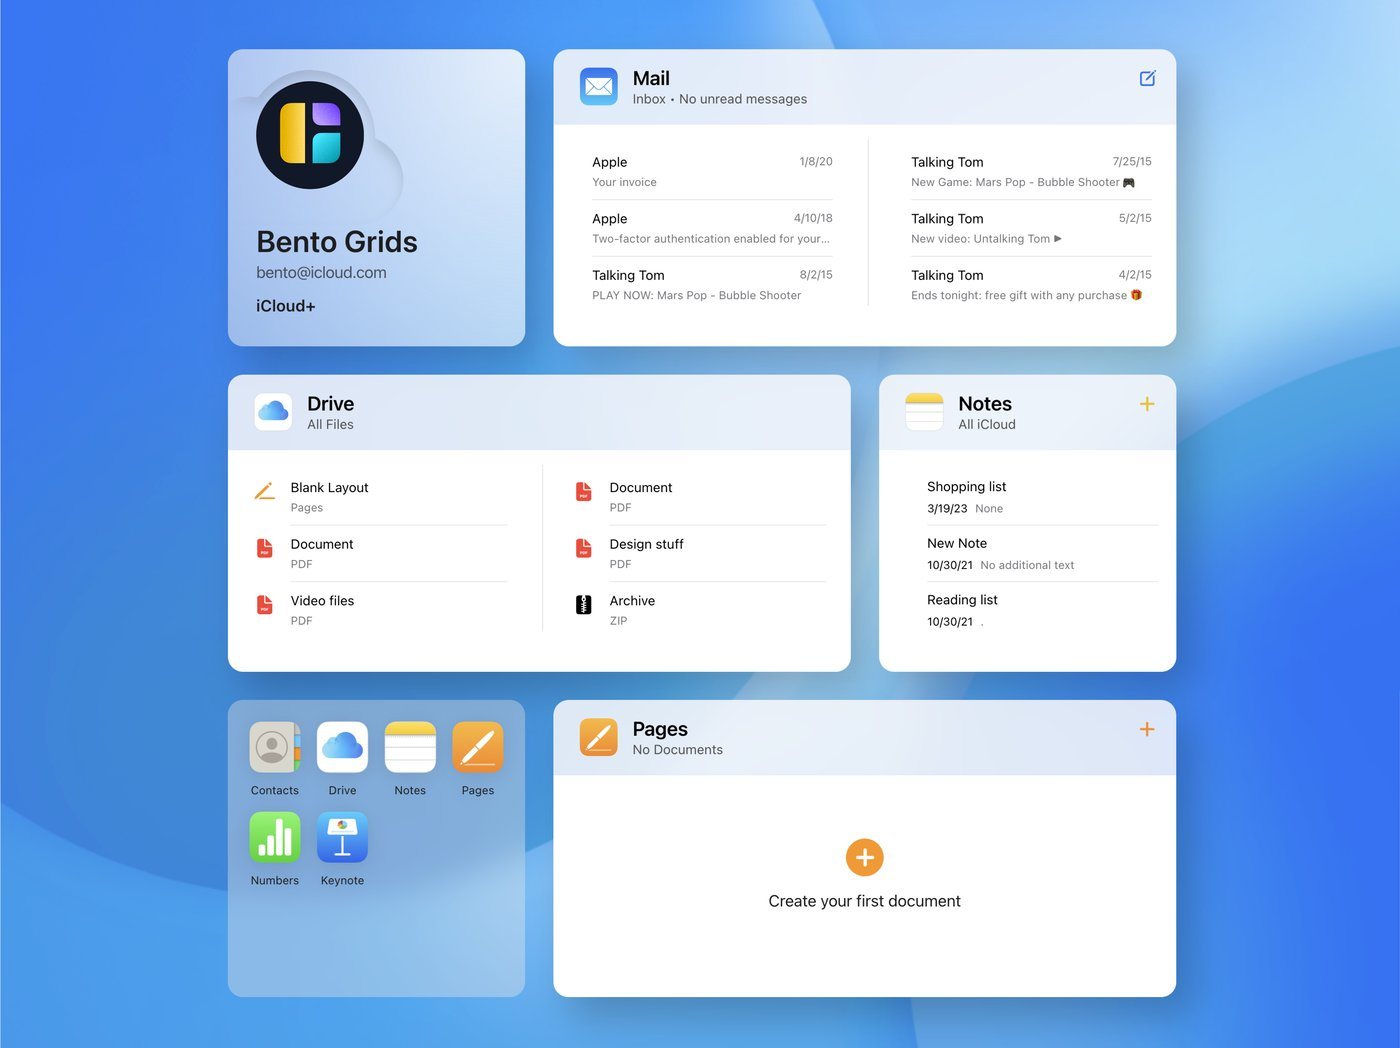 Bento Grids
bento@icloud.com
iCloud+
Mail
Inbox • No unread messages
Apple 1/8/20
Your invoice
Apple 4/10/18
Two-factor authentication enabled for your...
Talking Tom 8/2/15
PLAY NOW: Mars Pop - Bubble Shooter
Talking Tom 7/25/15
New Game: Mars Pop - Bubble Shooter 🎮
Talking Tom 5/2/15
New video: Untalking Tom ►
Talking Tom 4/2/15
Ends tonight: free gift with any purchase 🎁
Drive
All Files
Blank Layout
Pages
PDF
Document
PDF
PDF
Video files
PDF
PDF
Document
PDF
PDF
Design stuff
PDF
Archive
ZIP
Notes
All iCloud
Shopping list
3/19/23 None
New Note
10/30/21 No additional text
Reading list
10/30/21 .
Contacts Drive Notes Pages
Numbers Keynote
Pages
No Documents
Create your first document